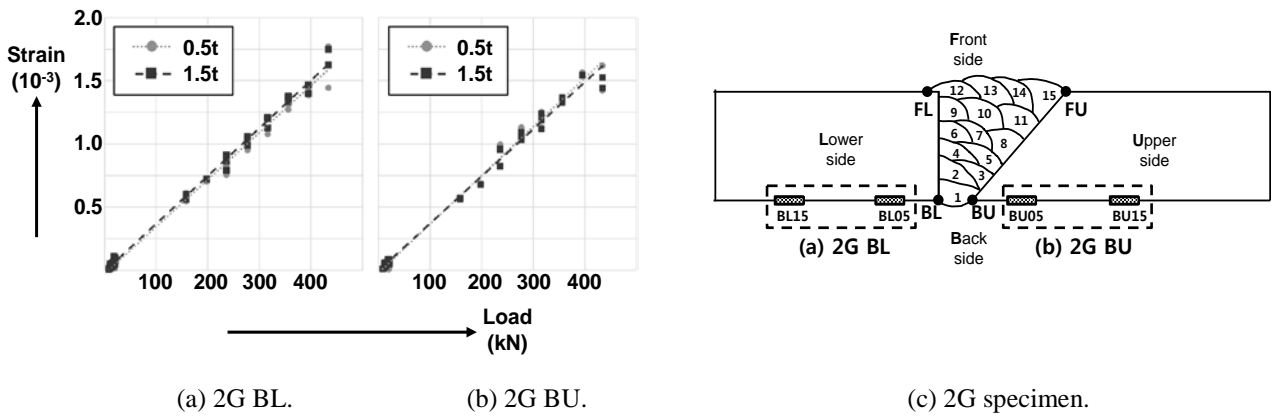 2.0
1.5
1.0
0.5
Strain
(10⁻³)
0.5t
1.5t
0.5t
1.5t
100 200 300 400
100 200 300 400
Load
(kN)
(a) 2G BL.
(b) 2G BU.
Front
side
12 13 14 15
FL
FU
9 10 11
6 7 8
4 5
2 3
1
Lower
side
Upper
side
BL15
BL05
BL
BU
BU05
BU15
(a) 2G BL
Back
side
(b) 2G BU
(c) 2G specimen.